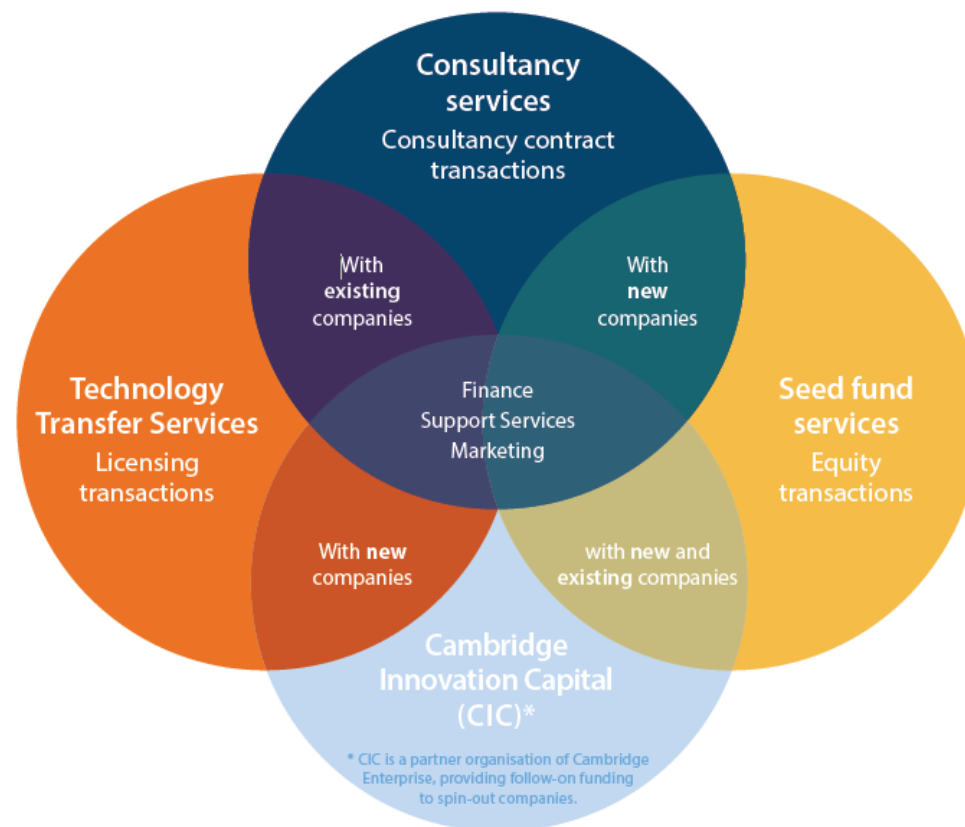 Consultancy
services
Consultancy contract
transactions
With
existing
companies
With
new
companies
Technology
Transfer Services
Licensing
transactions
Finance
Support Services
Marketing
Seed fund
services
Equity
transactions
With new
companies
with new and
existing companies
Cambridge
Innovation Capital
(CIC)*
* CIC is a partner organisation of Cambridge
Enterprise, providing follow-on funding
to spin-out companies.